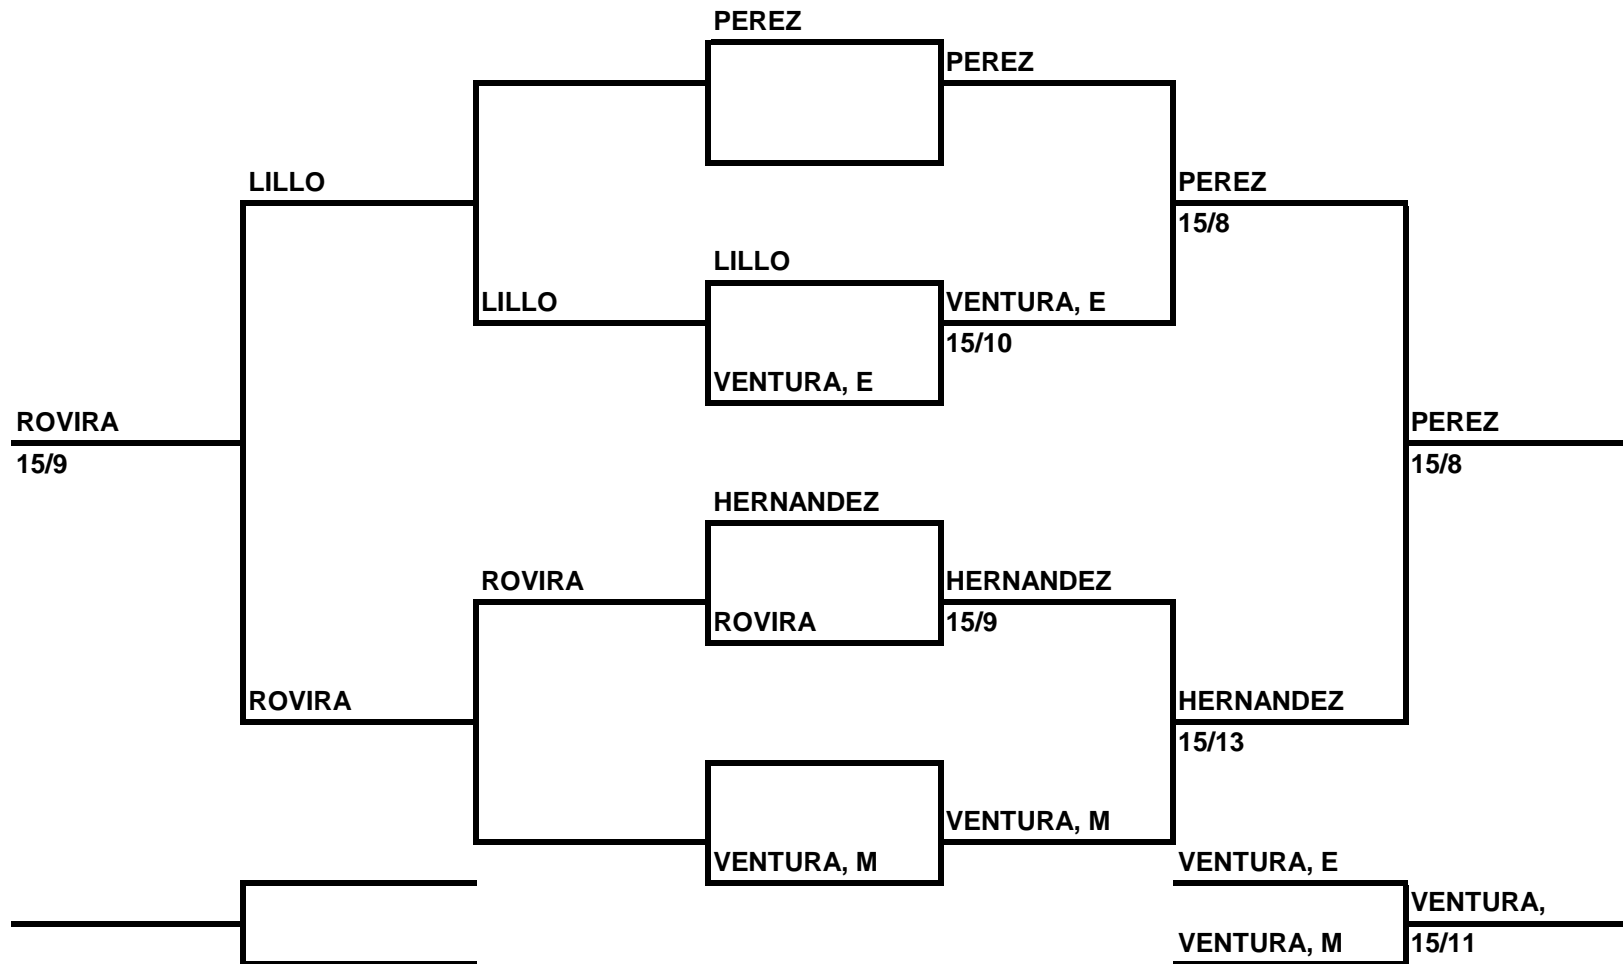 PEREZ
PEREZ
LILLO
PEREZ
15/8
LILLO
LILLO
VENTURA, E
15/10
VENTURA, E
ROVIRA
15/9
PEREZ
15/8
HERNANDEZ
ROVIRA
HERNANDEZ
ROVIRA
15/9
ROVIRA
HERNANDEZ
15/13
VENTURA, M
VENTURA, M
VENTURA, E
VENTURA,
VENTURA, M
15/11